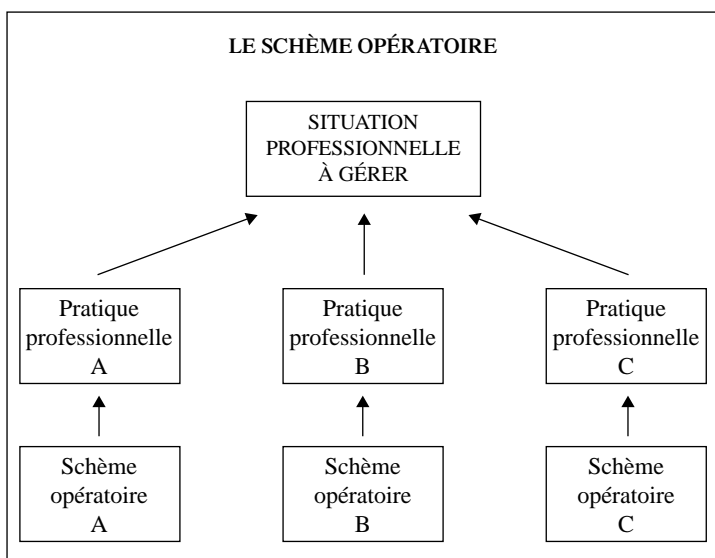 LE SCHÈME OPÉRATOIRE
SITUATION
PROFESSIONNELLE
À GÉRER
Pratique
professionnelle
A
Pratique
professionnelle
B
Pratique
professionnelle
C
Schème
opératoire
A
Schème
opératoire
B
Schème
opératoire
C